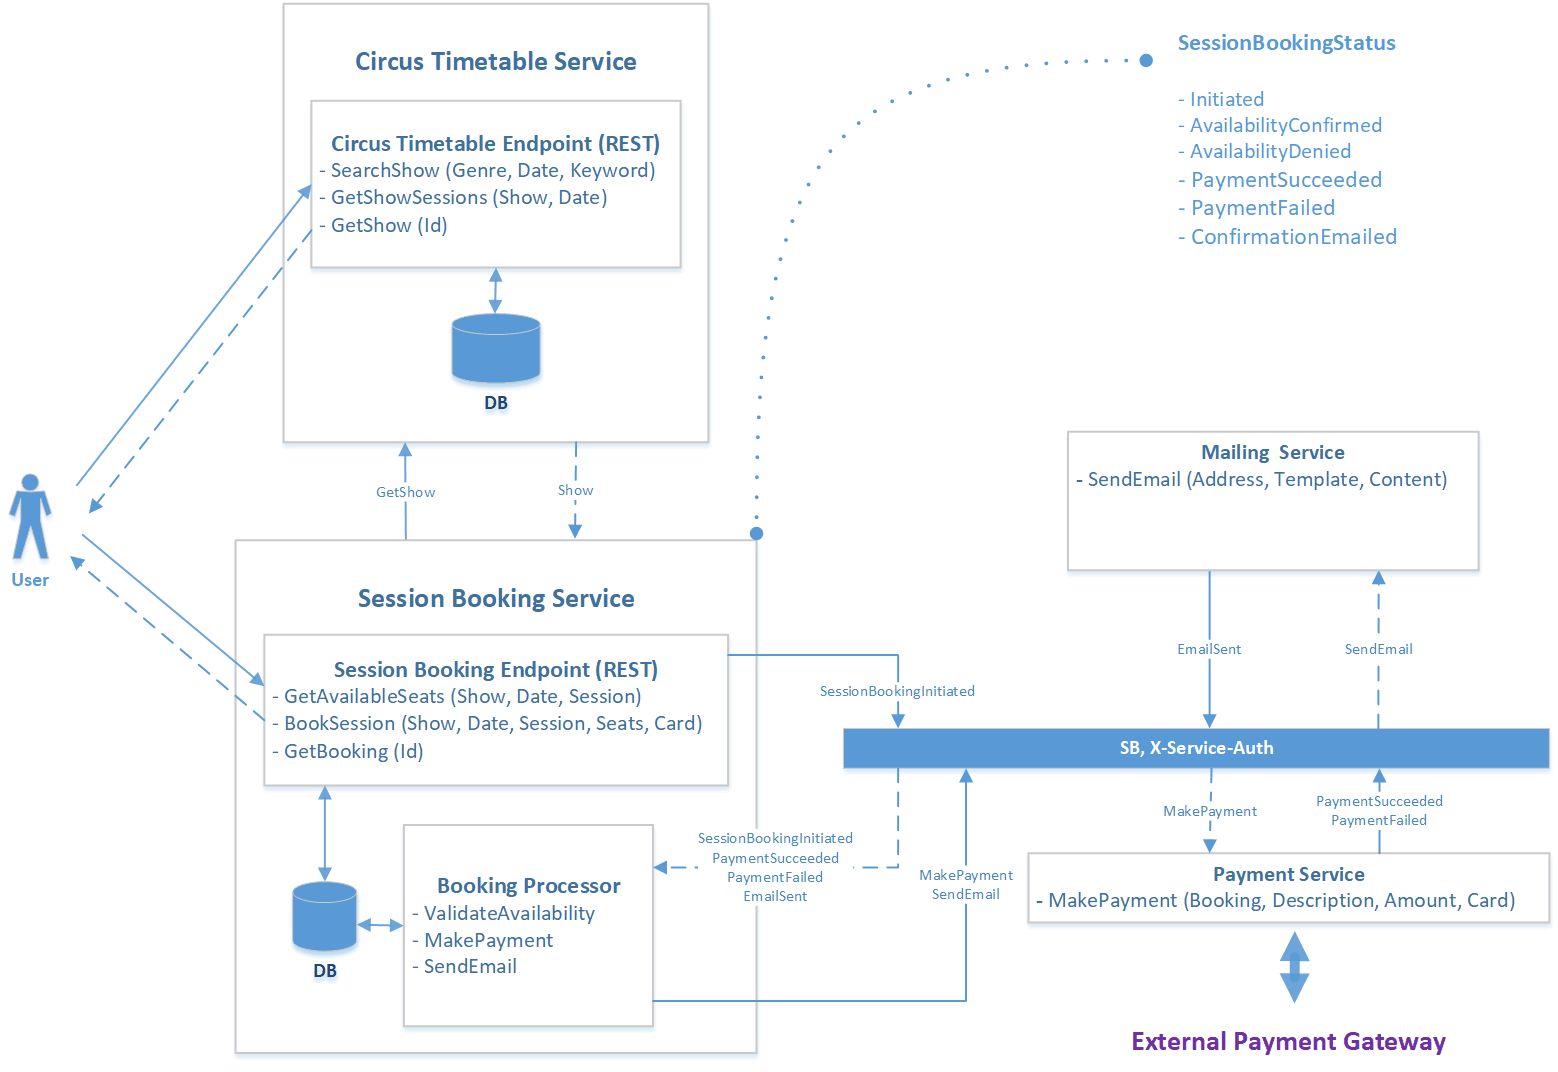 Circus Timetable Service
Circus Timetable Endpoint (REST)
- SearchShow (Genre, Date, Keyword)
- GetShowSessions (Show, Date)
- GetShow (Id)
DB
SessionBookingStatus
- Initiated
- AvailabilityConfirmed
- AvailabilityDenied
- PaymentSucceeded
- PaymentFailed
- ConfirmationEmailed
GetShow
Show
User
Session Booking Service
Session Booking Endpoint (REST)
- GetAvailableSeats (Show, Date, Session)
- BookSession (Show, Date, Session, Seats, Card)
- GetBooking (Id)
DB
Booking Processor
- ValidateAvailability
- MakePayment
- SendEmail
SessionBookingInitiated
SessionBookingInitiated
PaymentSucceeded
PaymentFailed
EmailSent
MakePayment
SendEmail
Mailing Service
- SendEmail (Address, Template, Content)
EmailSent
SendEmail
SB, X-Service-Auth
MakePayment
PaymentSucceeded
PaymentFailed
Payment Service
- MakePayment (Booking, Description, Amount, Card)
External Payment Gateway